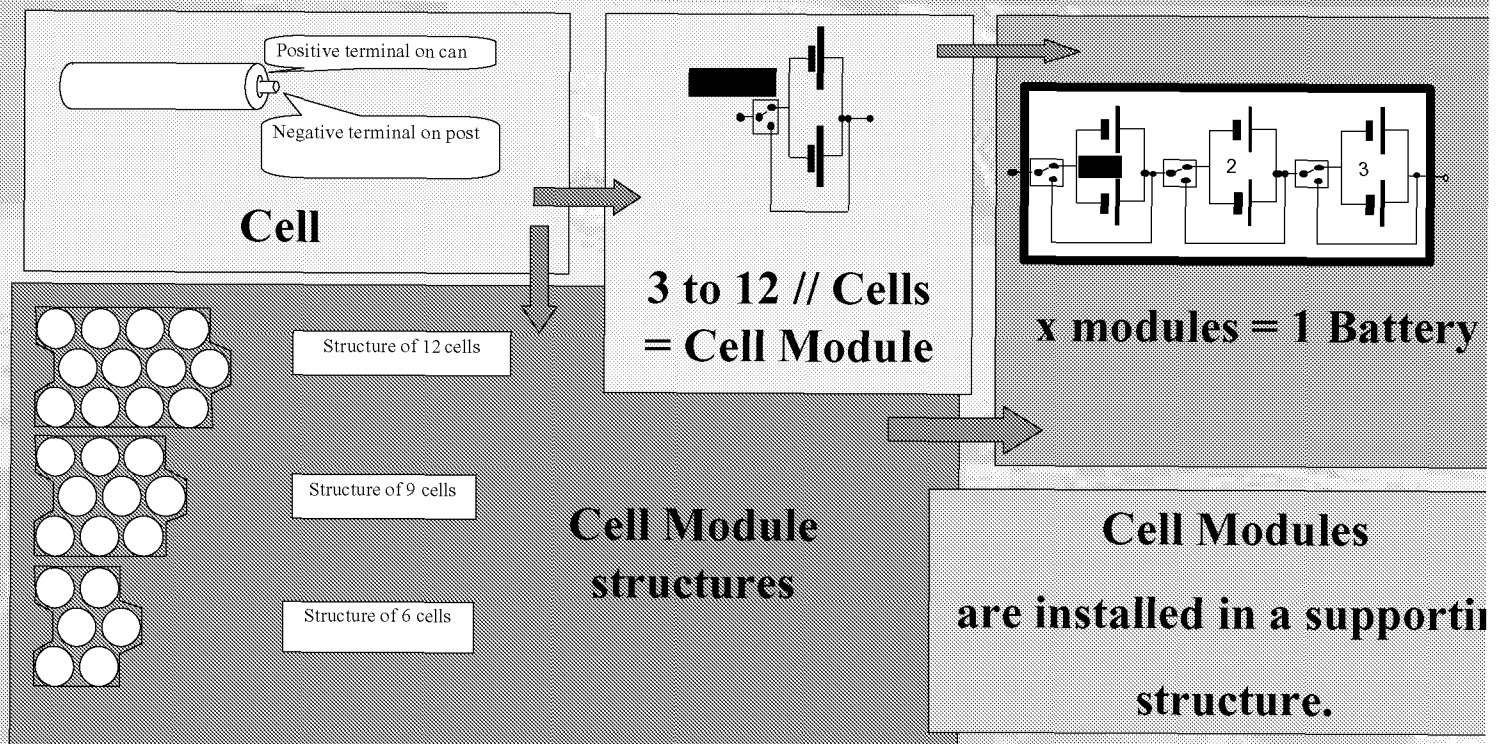 Positive terminal on can
Negative terminal on post
Cell
3 to 12 // Cells
= Cell Module
2
3
x modules = 1 Battery
Structure of 12 cells
Structure of 9 cells
Structure of 6 cells
Cell Module
structures
Cell Modules
are installed in a
structure.